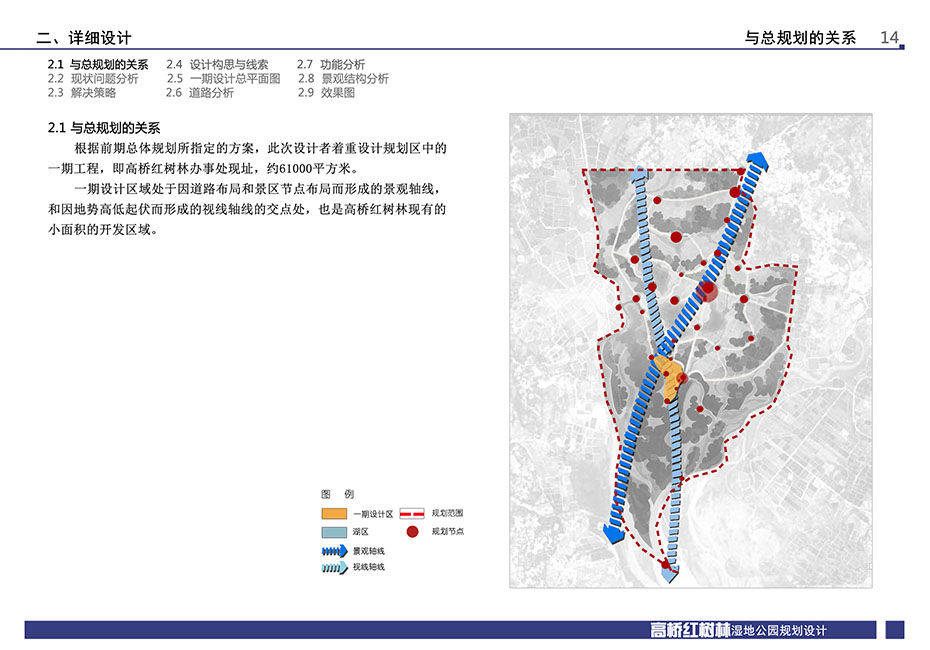 二、详细设计
与总规划的关系 14
2.1 与总规划的关系 2.4 设计构思与线索 2.7 功能分析
2.2 现状问题分析 2.5 一期设计总平面图 2.8 景观结构分析
2.3 解决策略 2.6 道路分析 2.9 效果图
2.1 与总规划的关系
根据前期总体规划所指定的方案，此次设计者着重设计规划区中的
一期工程，即高桥红树林办事处现址，约61000平方米。
一期设计区域处于因道路布局和景区节点布局而形成的景观轴线，
和因地势高低起伏而形成的视线轴线的交点处，也是高桥红树林现有的
小面积的开发区域。
图 例
一期设计区 规划范围
湖区 规划节点
景观轴线
视线轴线
高桥红树林湿地公园规划设计